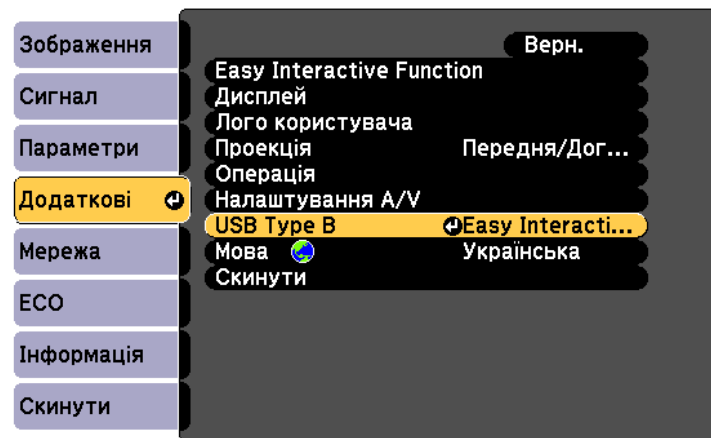 Зображення
Сигнал
Параметри
Додаткові
Мережа
ECO
Інформація
Скинути
Верн.
Easy Interactive Function
Дисплей
Лого користувача
Проекція Передня/Дог...
Операція
Налаштування A/V
USB Type B Easy Interacti...
Мова Українська
Скинути